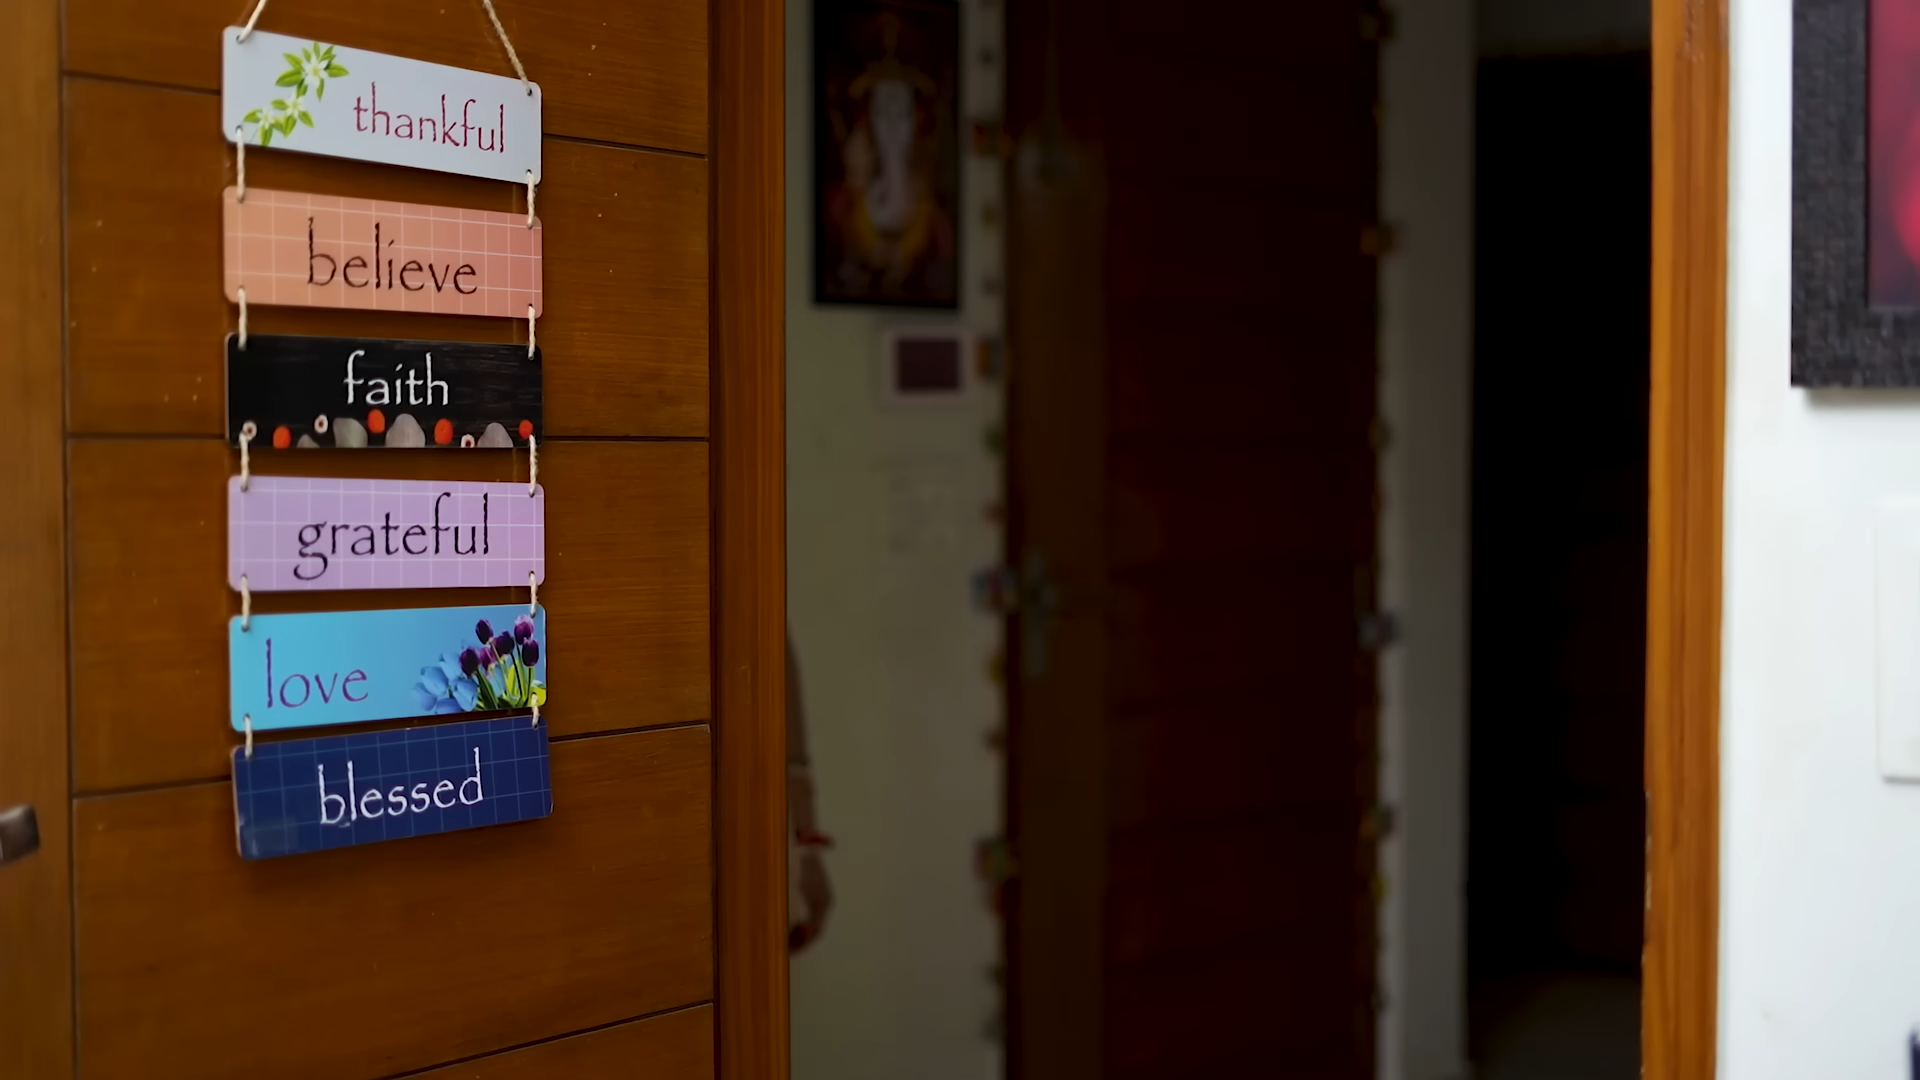 thankful
believe
faith
grateful
love
blessed